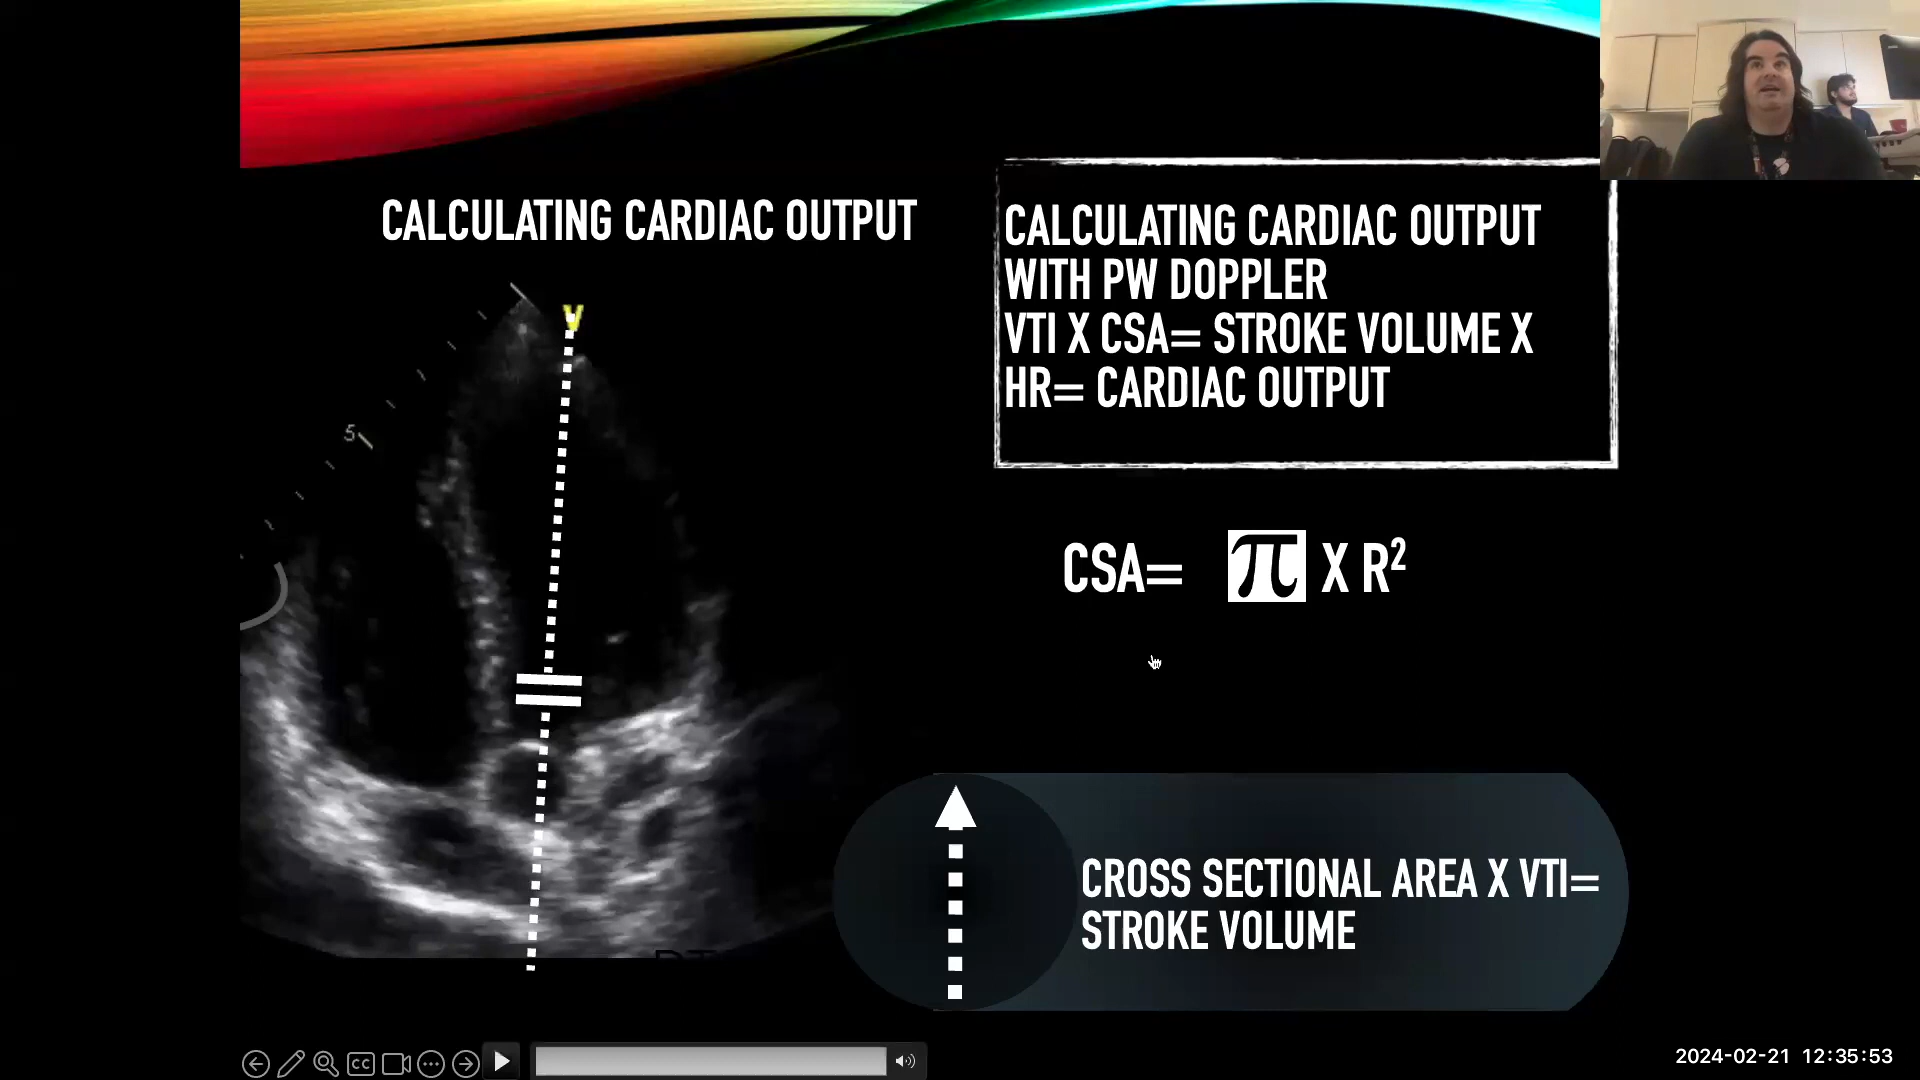 CALCULATING CARDIAC OUTPUT
CALCULATING CARDIAC OUTPUT
WITH PW DOPPLER
VTI X CSA= STROKE VOLUME X
HR= CARDIAC OUTPUT
V
5
CSA= π X R²
CROSS SECTIONAL AREA X VTI=
STROKE VOLUME
CC
2024-02-21 12:35:53